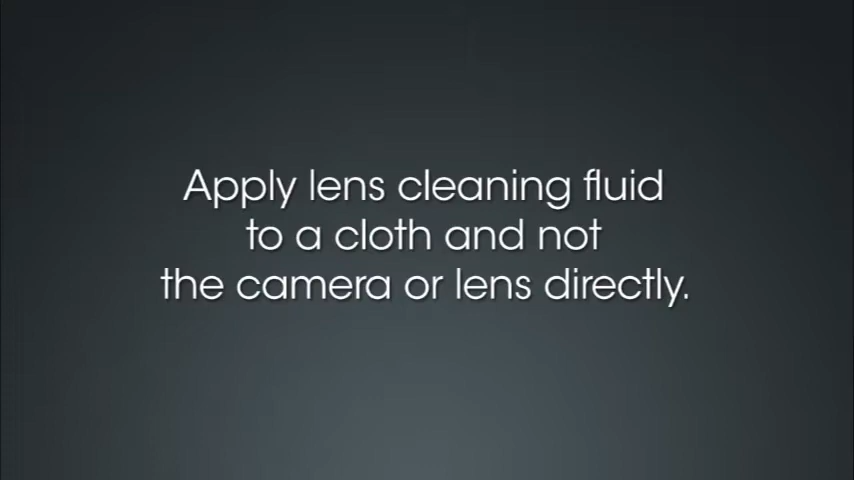 Apply lens cleaning fluid
to a cloth and not
the camera or lens directly.